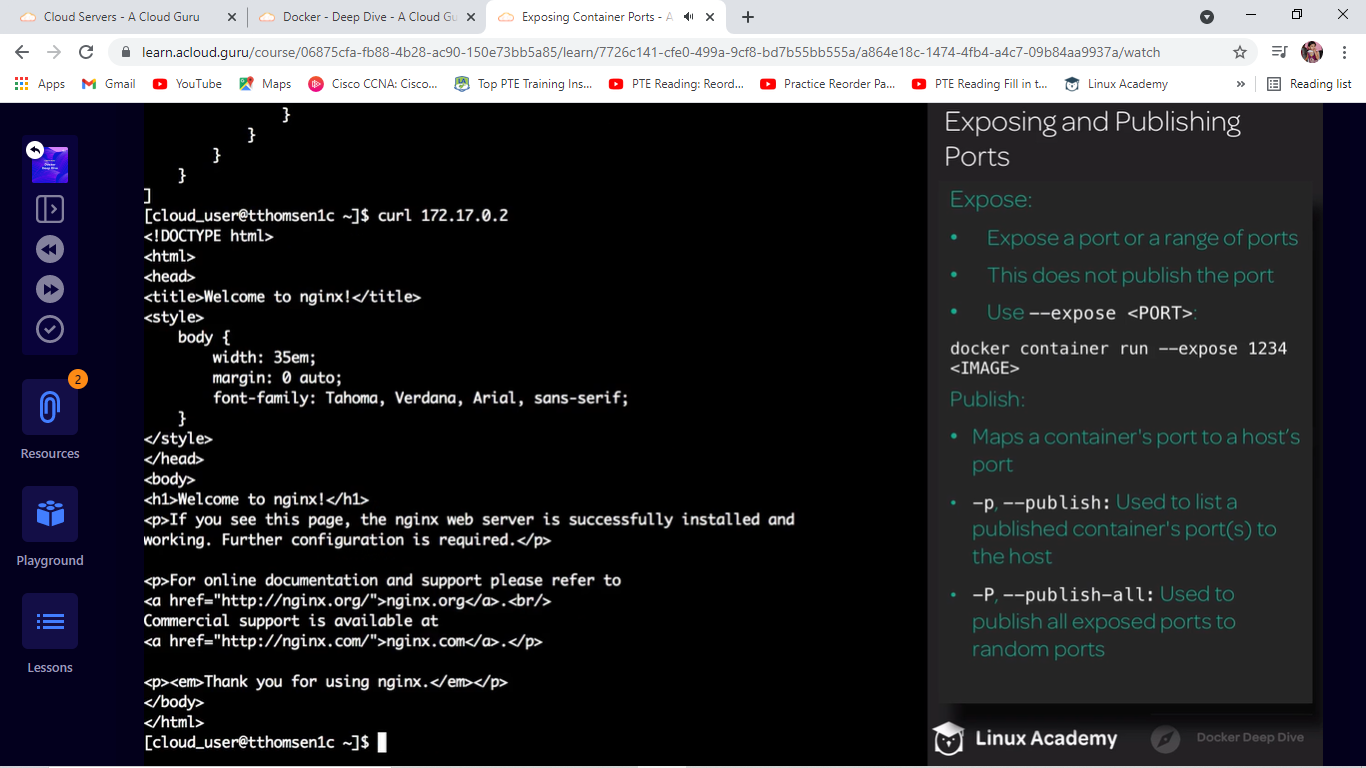 Cloud Servers - A Cloud Guru
Docker - Deep Dive - A Cloud Gu
Exposing Container Ports - A
learn.acloud.guru/course/06875cfa-fb88-4b28-ac90-150e73bb5a85/learn/7726c141-cfe0-499a-9cf8-bd7b55bb555a/a864e18c-1474-4fb4-a4c7-09b84aa9937a/watch
Apps
Gmail
YouTube
Maps
Cisco CCNA: Cisco...
Top PTE Training Ins...
PTE Reading: Reord...
Practice Reorder Pa...
PTE Reading Fill in t...
Linux Academy
»
Reading list
Docker
Deep Dive
2
Resources
Playground
Lessons
}
}
}
}
]
[cloud_user@tthomsen1c ~]$ curl 172.17.0.2
<!DOCTYPE html>
<html>
<head>
<title>Welcome to nginx!</title>
<style>
body {
width: 35em;
margin: 0 auto;
font-family: Tahoma, Verdana, Arial, sans-serif;
}
</style>
</head>
<body>
<h1>Welcome to nginx!</h1>
<p>If you see this page, the nginx web server is successfully installed and
working. Further configuration is required.</p>
<p>For online documentation and support please refer to
<a href="http://nginx.org/">nginx.org</a>.<br/>
Commercial support is available at
<a href="http://nginx.com/">nginx.com</a>.</p>
<p><em>Thank you for using nginx.</em></p>
</body>
</html>
[cloud_user@tthomsen1c ~]$
Exposing and Publishing
Ports
Expose:
• Expose a port or a range of ports
• This does not publish the port
• Use --expose <PORT>:
docker container run --expose 1234
<IMAGE>
Publish:
• Maps a container's port to a host's
port
• -p, --publish: Used to list a
published container's port(s) to
the host
• -P, --publish-all: Used to
publish all exposed ports to
random ports
Linux Academy
Docker Deep Dive